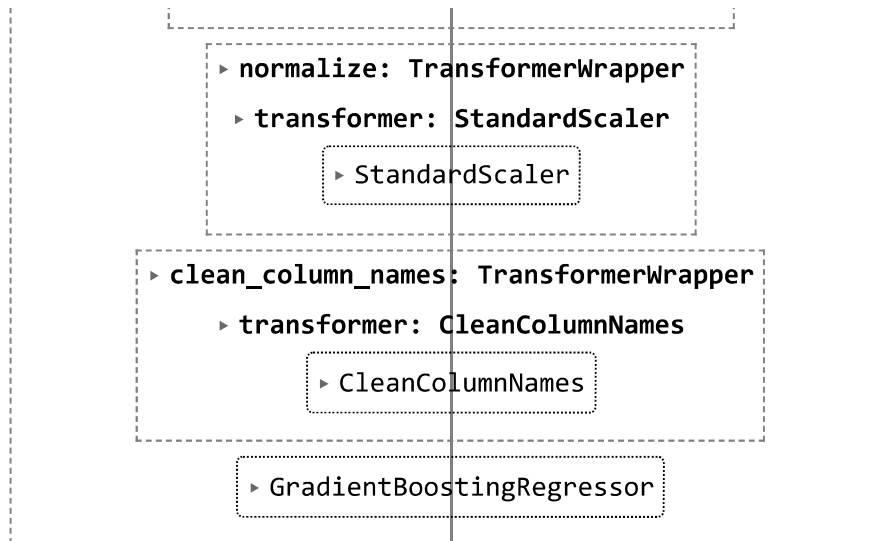 normalize: TransformerWrapper
transformer: StandardScaler
StandardScaler
clean_column_names: TransformerWrapper
transformer: CleanColumnNames
CleanColumnNames
GradientBoostingRegressor